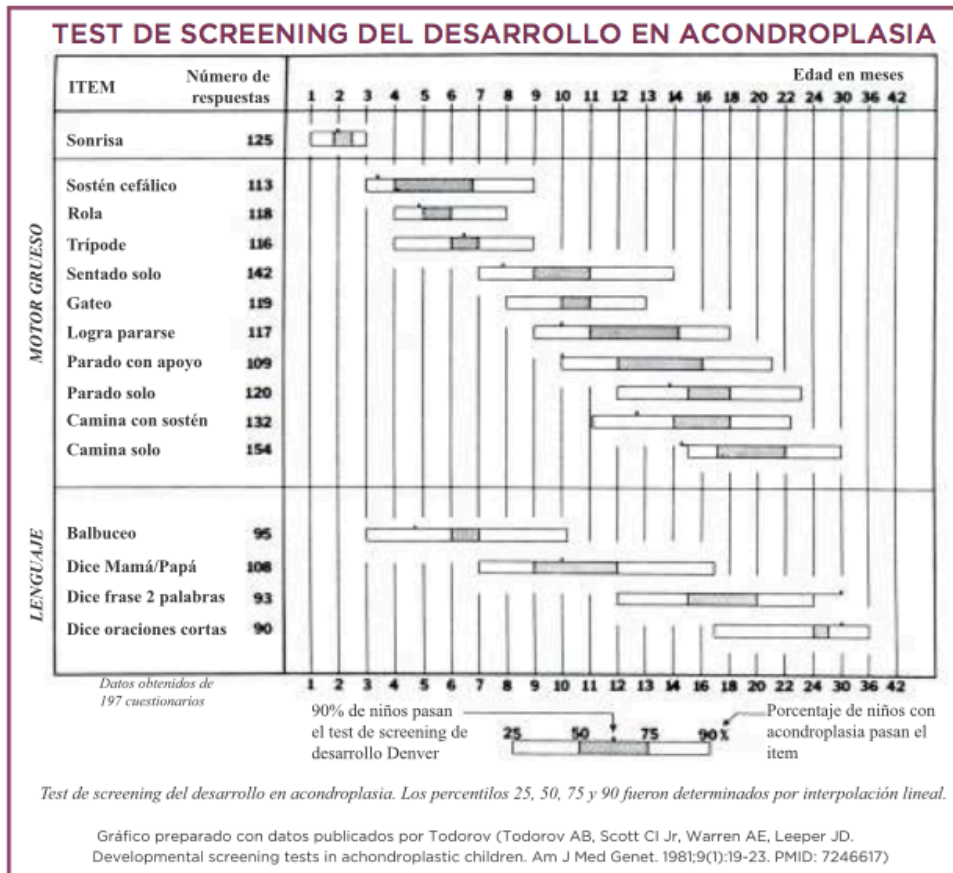 TEST DE SCREENING DEL DESARROLLO EN ACONDROPLASIA
ITEM
Número de
respuestas
Edad en meses
1 2 3 4 5 6 7 8 9 10 11 12 13 14 16 18 20 22 24 30 36 42
Sonrisa 125
MOTOR GRUESO
Sostén cefálico 113
Rola 118
Trípode 116
Sentado solo 142
Gateo 119
Logra pararse 117
Parado con apoyo 109
Parado solo 120
Camina con sostén 132
Camina solo 154
LENGUAJE
Balbuceo 95
Dice Mamá/Papá 108
Dice frase 2 palabras 93
Dice oraciones cortas 90
Datos obtenidos de
197 cuestionarios
1 2 3 4 5 6 7 8 9 10 11 12 13 14 16 18 20 22 24 30 36 42
90% de niños pasan
el test de screening de
desarrollo Denver
25 50 75 90%
Porcentaje de niños con
acondroplasia pasan el
item
Test de screening del desarrollo en acondroplasia. Los percentilos 25, 50, 75 y 90 fueron determinados por interpolación lineal.
Gráfico preparado con datos publicados por Todorov (Todorov AB, Scott CI Jr, Warren AE, Leeper JD.
Developmental screening tests in achondroplastic children. Am J Med Genet. 1981;9(1):19-23. PMID: 7246617)